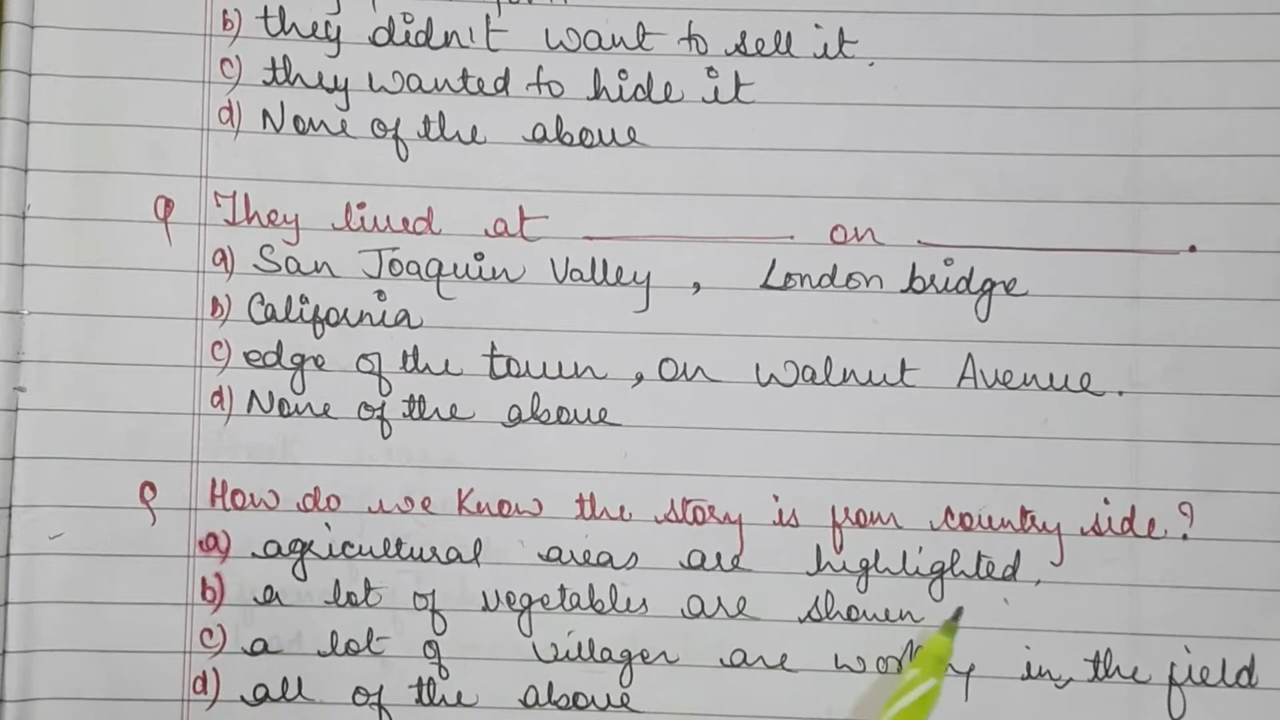 b) they didn't want to sell it.
c) they wanted to hide it
d) None of the above
Q They lived at ________ on ________.
a) San Joaquin Valley, London bridge
b) California
c) edge of the town, on Walnut Avenue.
d) None of the above
Q How do we know the story is from country side?
a) agricultural areas are highlighted.
b) a lot of vegetables are shown
c) a lot of villager are working in the field
d) all of the above